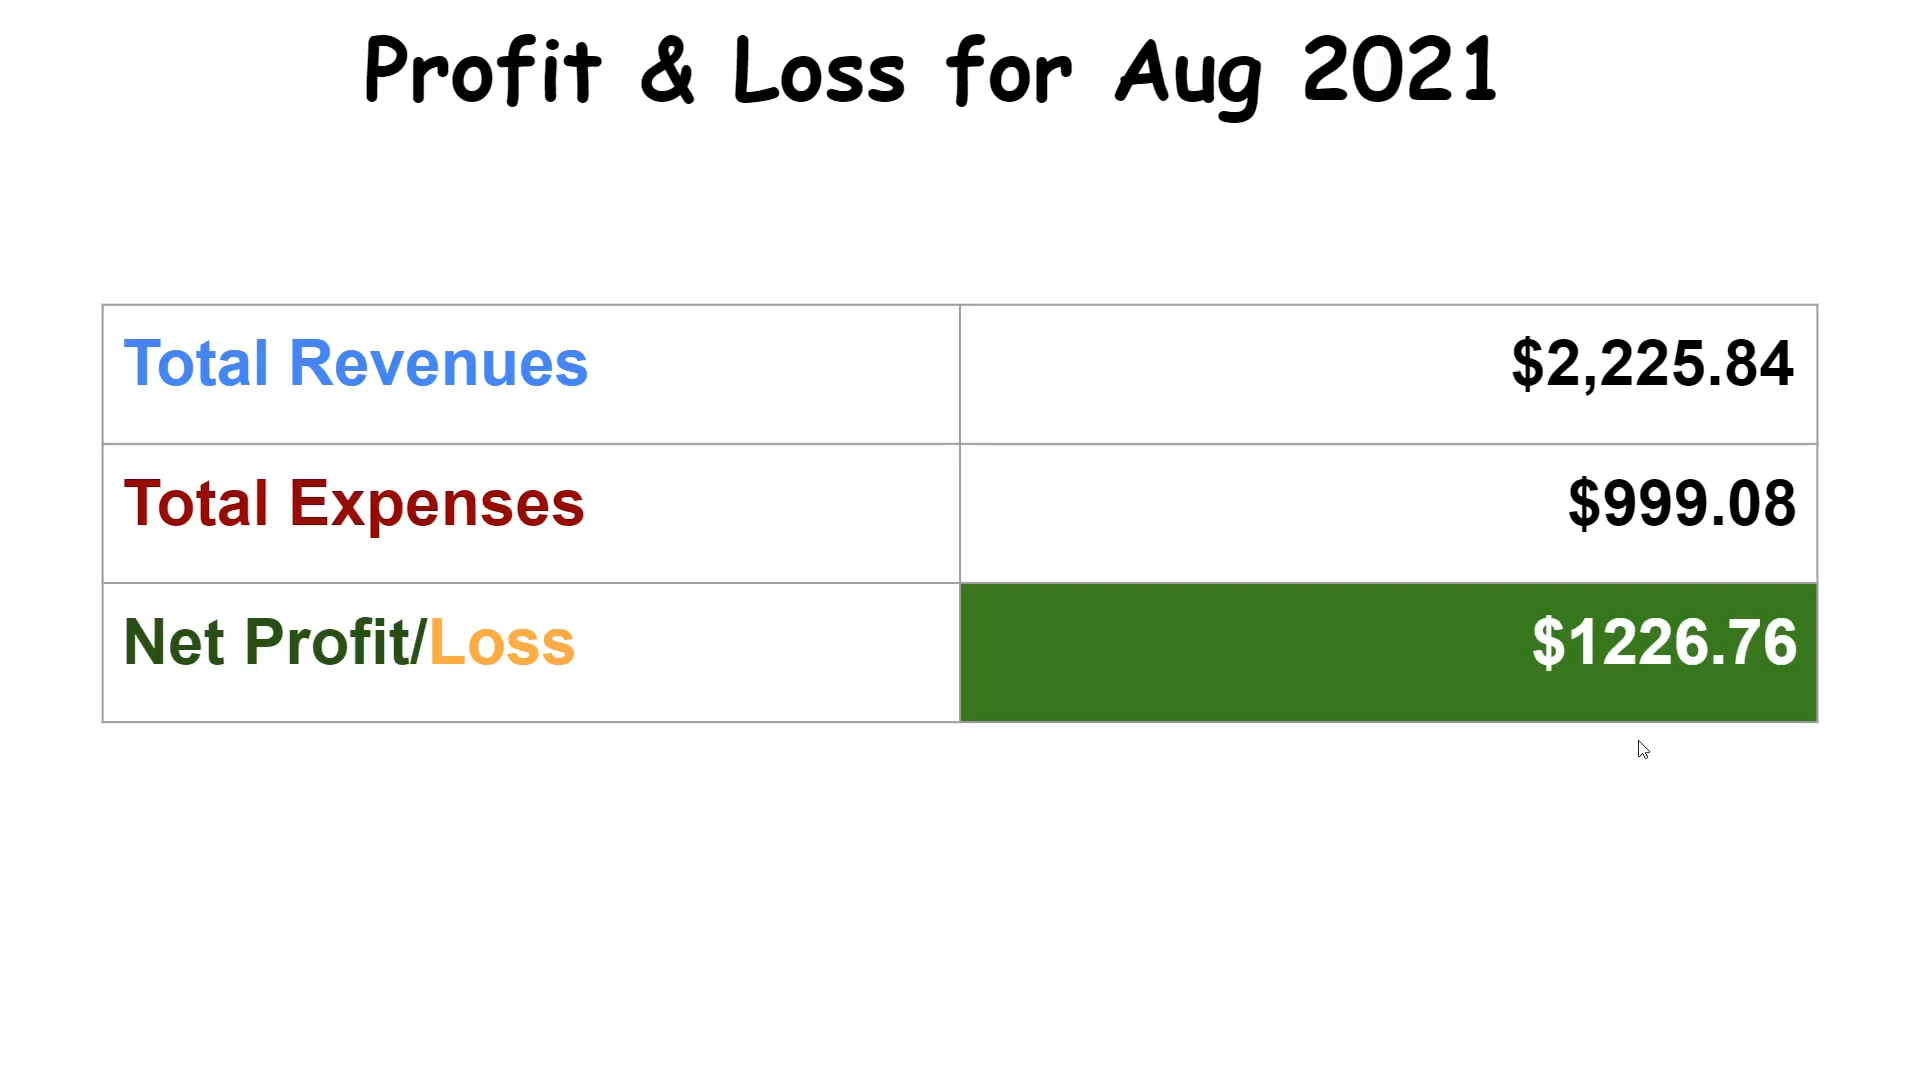 Profit & Loss for Aug 2021
Total Revenues $2,225.84
Total Expenses $999.08
Net Profit/Loss $1226.76